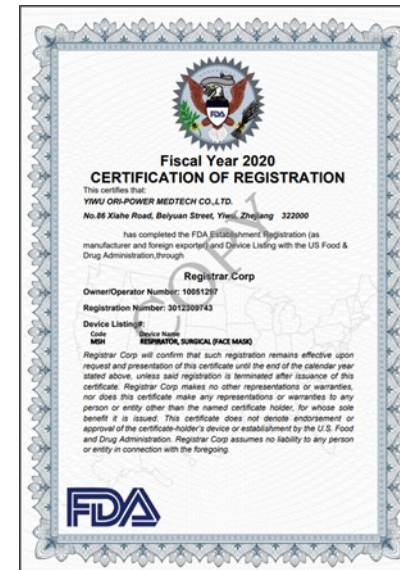 FDA
Fiscal Year 2020
CERTIFICATION OF REGISTRATION
This certifies that:
YIWU ORI-POWER MEDTECH CO.,LTD.
No.86 Xiahe Road, Beiyuan Street, Yiwu, Zhejiang 322000
has completed the FDA Establishment Registration (as
manufacturer and foreign exporter) and Device Listing with the US Food &
Drug Administration,through
Registrar Corp
Owner/Operator Number: 10051297
Registration Number: 3012309743
Device Listing#:
Code Device Name
MSH RESPIRATOR, SURGICAL (FACE MASK)
Registrar Corp will confirm that such registration remains effective upon
request and presentation of this certificate until the end of the calendar year
stated above, unless said registration is terminated after issuance of this
certificate. Registrar Corp makes no other representations or warranties,
nor does this certificate make any representations or warranties to any
person or entity other than the named certificate holder, for whose sole
benefit it is issued. This certificate does not denote endorsement or
approval of the certificate-holder's device or establishment by the U.S. Food
and Drug Administration. Registrar Corp assumes no liability to any person
or entity in connection with the foregoing.
COPY
FDA